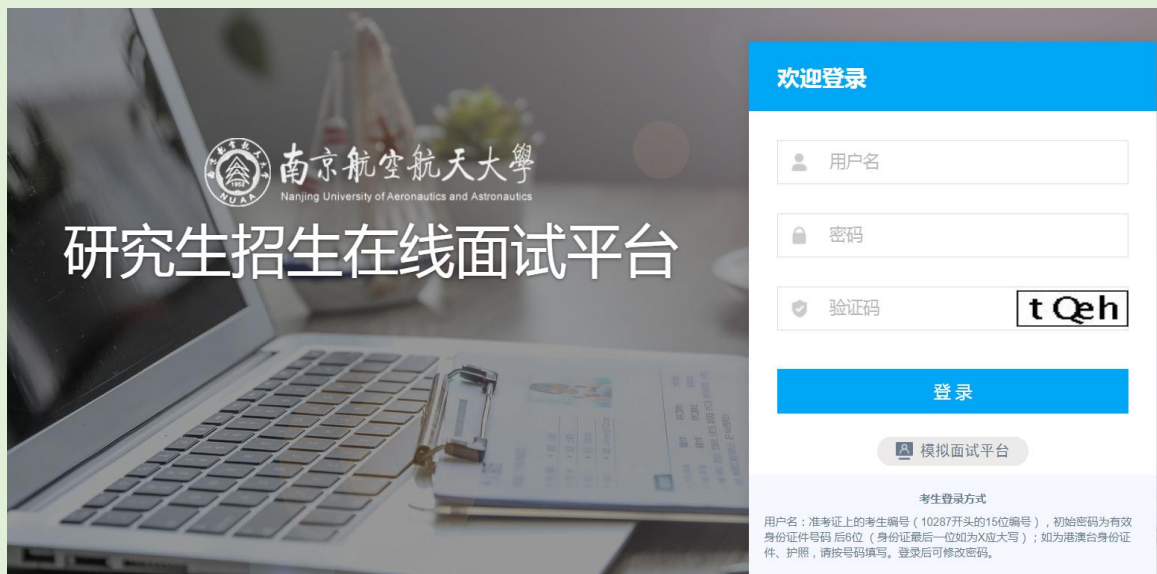 南京航空航天大學
Nanjing University of Aeronautics and Astronautics
NUAA
1952
研究生招生在线面试平台
欢迎登录
用户名
密码
验证码
t Qeh
登 录
模拟面试平台
考生登录方式
用户名：准考证上的考生编号（10287开头的15位编号），初始密码为有效
身份证件号码 后6位 （身份证最后一位如为X应大写）；如为港澳台身份证
件、护照，请按号码填写。登录后可修改密码。